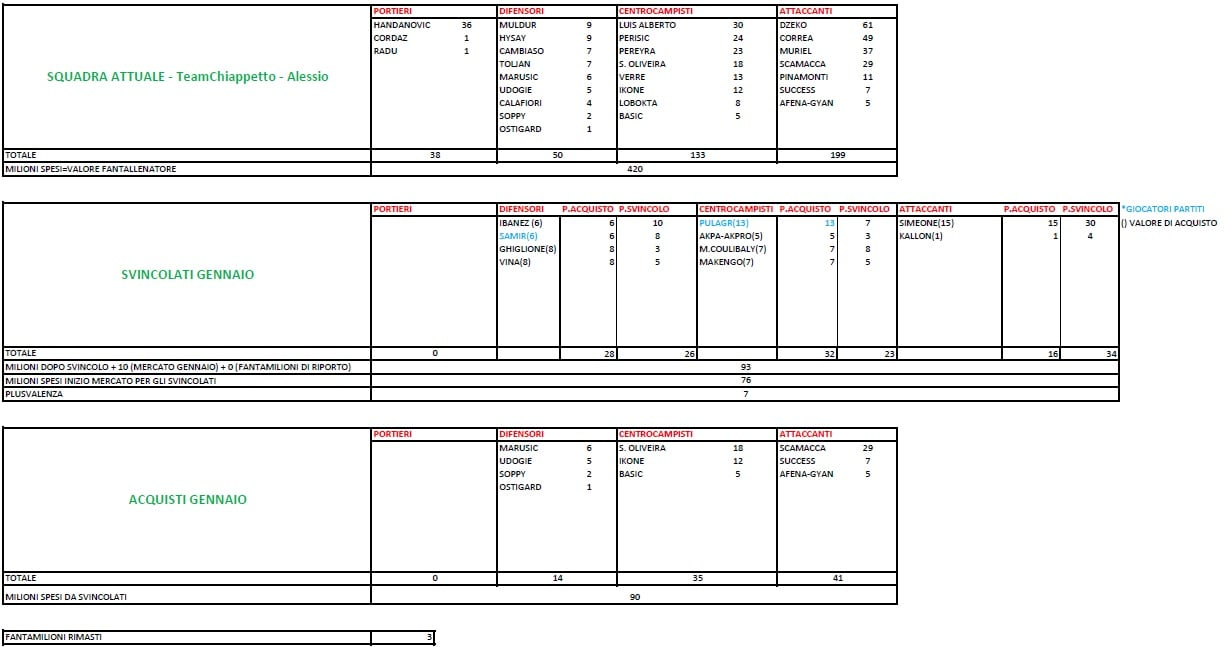 PORTIERI DIFENSORI CENTROCAMPISTI ATTACCANTI
SQUADRA ATTUALE - TeamChiappetto - Alessio
HANDANOVIC 36 MULDUR 9 LUIS ALBERTO 30 DZEKO 61
CORDAZ 1 HYSAY 9 PERISIC 24 CORREA 49
RADU 1 CAMBIASO 7 PEREYRA 23 MURIEL 37
TOLJAN 7 S. OLIVEIRA 18 SCAMACCA 29
MARUSIC 6 VERRE 13 PINAMONTI 11
UDOGIE 5 IKONE 12 SUCCESS 7
CALAFIORI 4 LOBOKTA 8 AFENA-GYAN 5
SOPPY 2 BASIC 5
OSTIGARD 1
TOTALE 38 50 133 199
MILIONI SPESI=VALORE FANTALLENATORE 420
PORTIERI DIFENSORI P.ACQUISTO P.SVINCOLO CENTROCAMPISTI P.ACQUISTO P.SVINCOLO ATTACCANTI P.ACQUISTO P.SVINCOLO *GIOCATORI PARTITI
SVINCOLATI GENNAIO
IBANEZ (6) 6 10 PULAGR(13) 13 7 SIMEONE(15) 15 30 () VALORE DI ACQUISTO
SAMIR(6) 6 8 AKPA-AKPRO(5) 5 3 KALLON(1) 1 4
GHIGLIONE(8) 8 3 M.COULIBALY(7) 7 8
VINA(8) 8 5 MAKENGO(7) 7 5
TOTALE 0 28 26 32 23 16 34
MILIONI DOPO SVINCOLO + 10 (MERCATO GENNAIO) + 0 (FANTAMILIONI DI RIPORTO) 93
MILIONI SPESI INIZIO MERCATO PER GLI SVINCOLATI 76
PLUSVALENZA 7
PORTIERI DIFENSORI CENTROCAMPISTI ATTACCANTI
ACQUISTI GENNAIO
MARUSIC 6 S. OLIVEIRA 18 SCAMACCA 29
UDOGIE 5 IKONE 12 SUCCESS 7
SOPPY 2 BASIC 5 AFENA-GYAN 5
OSTIGARD 1
TOTALE 0 14 35 41
MILIONI SPESI DA SVINCOLATI 90
FANTAMILIONI RIMASTI 3